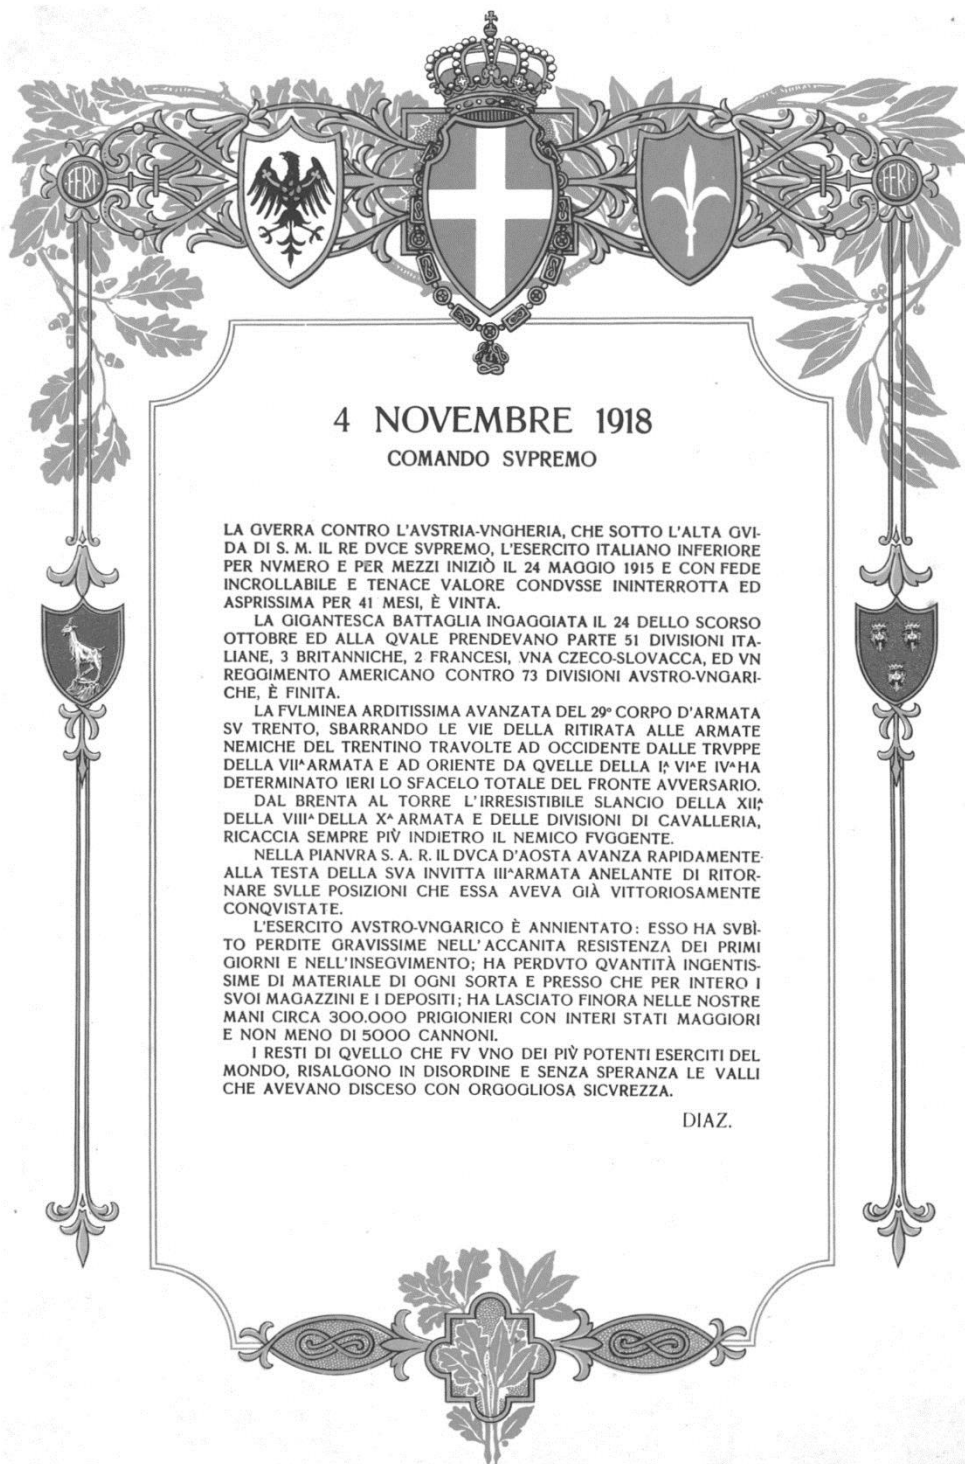 FERT
FERT
4 NOVEMBRE 1918
COMANDO SVPREMO
LA GVERRA CONTRO L'AVSTRIA-VNGHERIA, CHE SOTTO L'ALTA GVI-
DA DI S. M. IL RE DVCE SVPREMO, L'ESERCITO ITALIANO INFERIORE
PER NVMERO E PER MEZZI INIZIÒ IL 24 MAGGIO 1915 E CON FEDE
INCROLLABILE E TENACE VALORE CONDVSSE ININTERROTTA ED
ASPRISSIMA PER 41 MESI, È VINTA.
LA GIGANTESCA BATTAGLIA INGAGGIATA IL 24 DELLO SCORSO
OTTOBRE ED ALLA QVALE PRENDEVANO PARTE 51 DIVISIONI ITA-
LIANE, 3 BRITANNICHE, 2 FRANCESI, VNA CZECO-SLOVACCA, ED VN
REGGIMENTO AMERICANO CONTRO 73 DIVISIONI AVSTRO-VNGARI-
CHE, È FINITA.
LA FVLMINEA ARDITISSIMA AVANZATA DEL 29º CORPO D'ARMATA
SV TRENTO, SBARRANDO LE VIE DELLA RITIRATA ALLE ARMATE
NEMICHE DEL TRENTINO TRAVOLTE AD OCCIDENTE DALLE TRVPPE
DELLA VIIᴬ ARMATA E AD ORIENTE DA QVELLE DELLA Iᴬ, VIᴬ E IVᴬ HA
DETERMINATO IERI LO SFACELO TOTALE DEL FRONTE AVVERSARIO.
DAL BRENTA AL TORRE L'IRRESISTIBILE SLANCIO DELLA XIIᴬ,
DELLA VIIIᴬ DELLA Xᴬ ARMATA E DELLE DIVISIONI DI CAVALLERIA,
RICACCIA SEMPRE PIÙ INDIETRO IL NEMICO FVGGENTE.
NELLA PIANVRA S. A. R. IL DVCA D'AOSTA AVANZA RAPIDAMENTE
ALLA TESTA DELLA SVA INVITTA IIIᴬ ARMATA ANELANTE DI RITOR-
NARE SVLLE POSIZIONI CHE ESSA AVEVA GIÀ VITTORIOSAMENTE
CONQVISTATE.
L'ESERCITO AVSTRO-VNGARICO È ANNIENTATO: ESSO HA SVBÌ-
TO PERDITE GRAVISSIME NELL'ACCANITA RESISTENZA DEI PRIMI
GIORNI E NELL'INSEGVIMENTO; HA PERDVTO QVANTITÀ INGENTIS-
SIME DI MATERIALE DI OGNI SORTA E PRESSO CHE PER INTERO I
SVOI MAGAZZINI E I DEPOSITI; HA LASCIATO FINORA NELLE NOSTRE
MANI CIRCA 300.000 PRIGIONIERI CON INTERI STATI MAGGIORI
E NON MENO DI 5000 CANNONI.
I RESTI DI QVELLO CHE FV VNO DEI PIÙ POTENTI ESERCITI DEL
MONDO, RISALGONO IN DISORDINE E SENZA SPERANZA LE VALLI
CHE AVEVANO DISCESO CON ORGOGLIOSA SICVREZZA.
DIAZ.